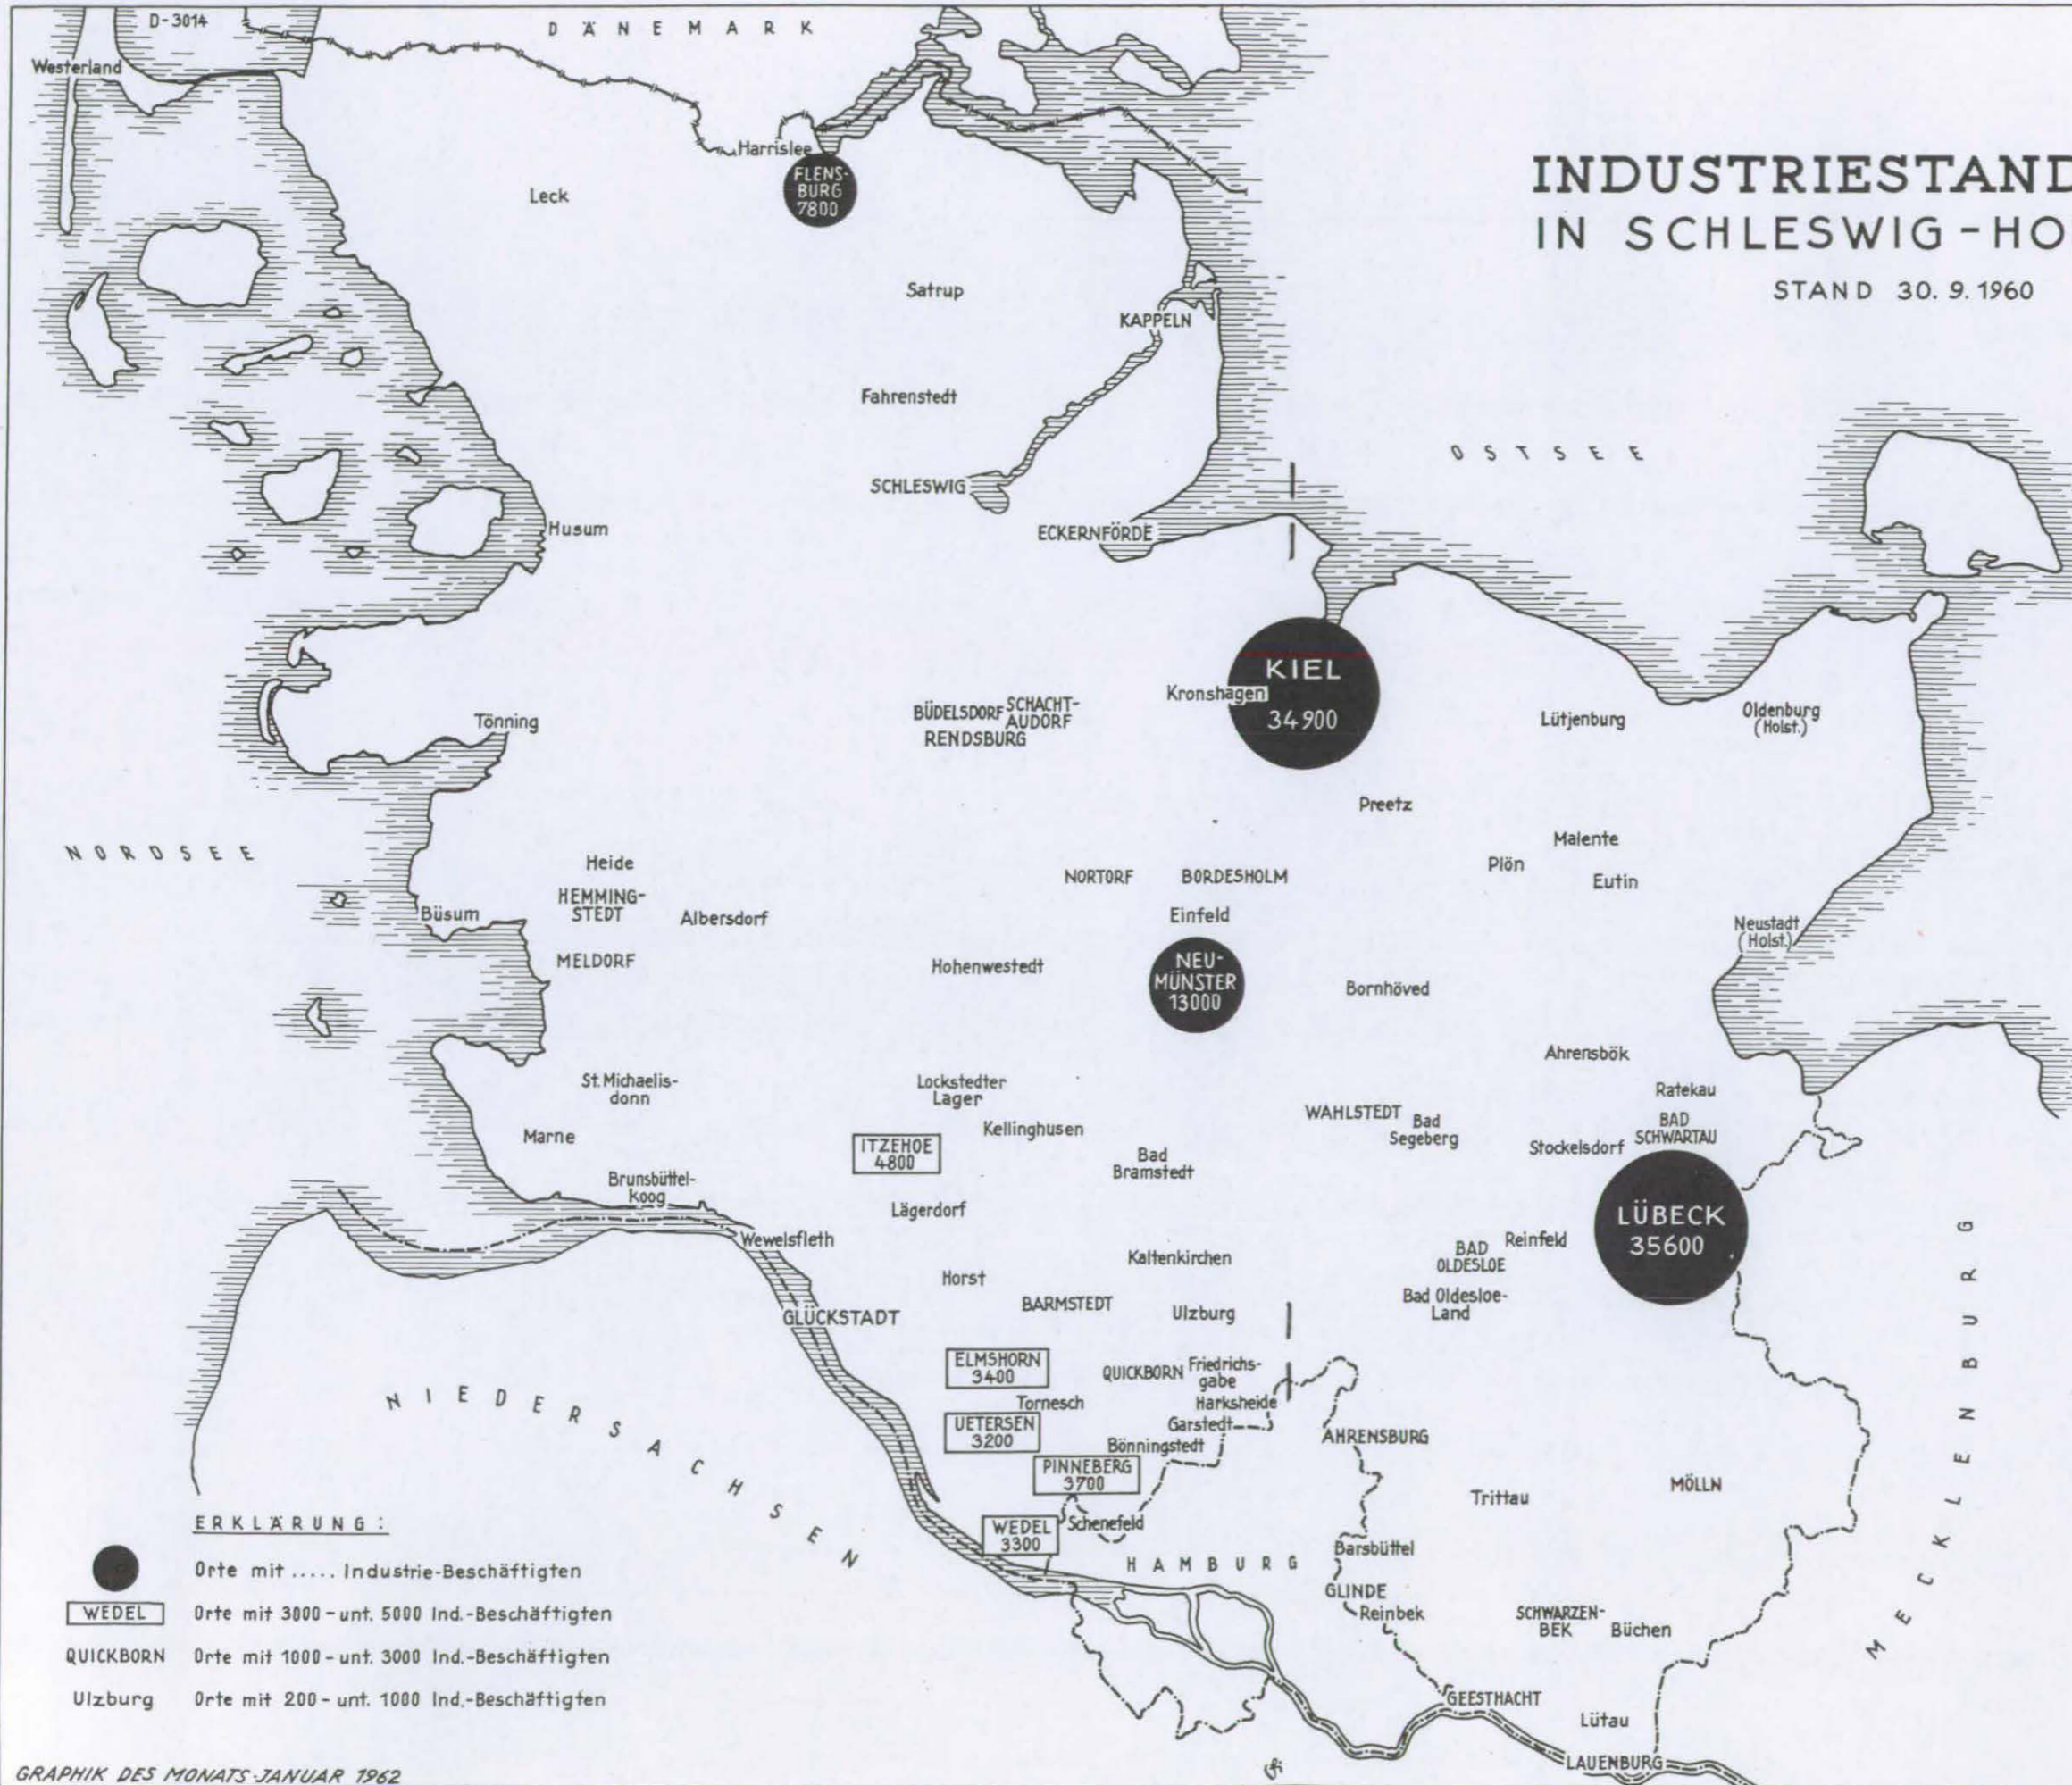 D-3014
DÄNEMARK
Westerland
Harrislee
FLENS-
BURG
7800
Leck
INDUSTRIESTAND
IN SCHLESWIG-HO
STAND 30.9.1960
Satrup
KAPPELN
Fahrenstedt
OSTSEE
SCHLESWIG
Husum
ECKERNFÖRDE
KIEL
34900
Kronshagen
BÜDELSDORF
SCHACHT-
AUDORF
RENDSBURG
Tönning
Lütjenburg
Oldenburg
(Holst.)
Preetz
NORDSEE
Malente
Heide
Plön
Eutin
NORTORF
BORDESHOLM
HEMMING-
STEDT
Büsum
Albersdorf
Einfeld
Neustadt
(Holst.)
MELDORF
Hohenwestedt
NEU-
MÜNSTER
13000
Bornhöved
Ahrensbök
St. Michaelis-
donn
Lockstedter
Lager
Ratekau
WAHLSTEDT
Bad
Segeberg
BAD
SCHWARTAU
Marne
Kellinghusen
Stockelsdorf
ITZEHOE
4800
Bad
Bramstedt
Brunsbüttel-
koog
Lägerdorf
LÜBECK
35600
Wewelsfleth
Kaltenkirchen
BAD
OLDESLOE
Reinfeld
Horst
Bad Oldesloe-
Land
BARMSTEDT
Ulzburg
GLÜCKSTADT
ELMSHORN
3400
QUICKBORN
Friedrichs-
gabe
MECKLENBURG
NIEDERSACHSEN
Tornesch
Harksheide
UETERSEN
3200
Garstedt
Bönningstedt
AHRENSBURG
PINNEBERG
3700
Trittau
MÖLLN
WEDEL
3300
Schenefeld
HAMBURG
Barsbüttel
GLINDE
Reinbek
SCHWARZEN-
BEK
Büchen
GEESTHACHT
Lütau
LAUENBURG
ERKLÄRUNG:
Orte mit ..... Industrie-Beschäftigten
WEDEL Orte mit 3000 - unt. 5000 Ind.-Beschäftigten
QUICKBORN Orte mit 1000 - unt. 3000 Ind.-Beschäftigten
Ulzburg Orte mit 200 - unt. 1000 Ind.-Beschäftigten
GRAPHIK DES MONATS-JANUAR 1962